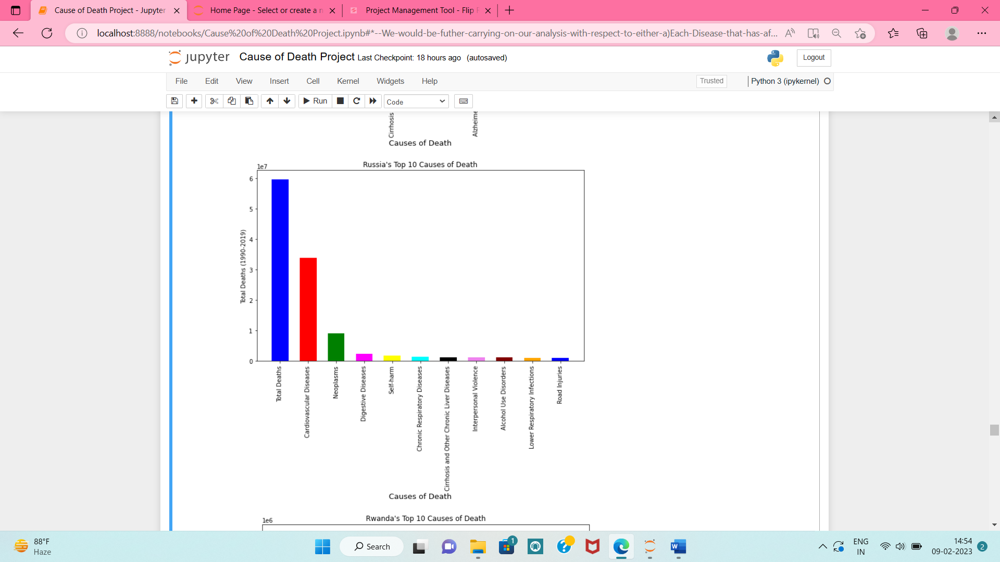 Cause of Death Project - Jupyter
Home Page - Select or create a n
Project Management Tool - Flip F
localhost:8888/notebooks/Cause%20of%20Death%20Project.ipynb#*--We-would-be-futher-carrying-on-our-analysis-with-respect-to-either-a)Each-Disease-that-has-af...
jupyter Cause of Death Project Last Checkpoint: 18 hours ago (autosaved)
Logout
File Edit View Insert Cell Kernel Widgets Help
Trusted
Python 3 (ipykernel)
Run
Code
Cirrhosis
Alzheime
Causes of Death
Russia's Top 10 Causes of Death
1e7
6
5
4
3
2
1
0
Total Deaths (1990-2019)
Total Deaths
Cardiovascular Diseases
Neoplasms
Digestive Diseases
Self-harm
Chronic Respiratory Diseases
Cirrhosis and Other Chronic Liver Diseases
Interpersonal Violence
Alcohol Use Disorders
Lower Respiratory Infections
Road Injuries
Causes of Death
Rwanda's Top 10 Causes of Death
1e6
88°F
Haze
Search
1
W
ENG
IN
14:54
09-02-2023
2